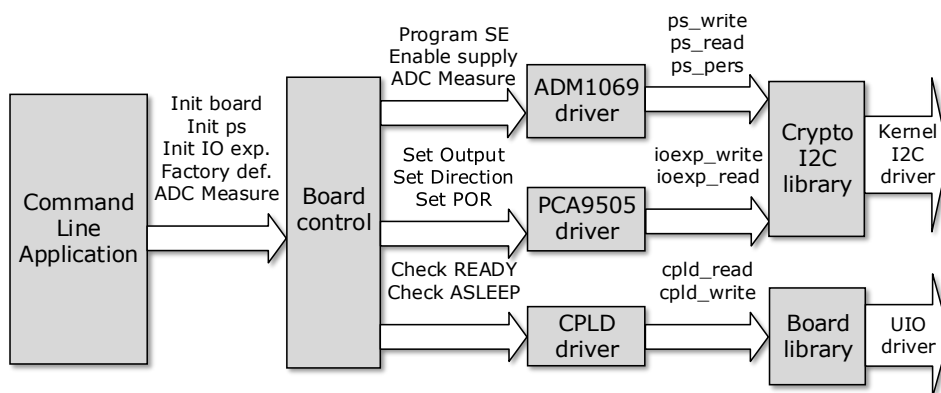 Command
Line
Application
Init board
Init ps
Init IO exp.
Factory def.
ADC Measure
Board
control
Program SE
Enable supply
ADC Measure
ADM1069
driver
ps_write
ps_read
ps_pers
Set Output
Set Direction
Set POR
PCA9505
driver
ioexp_write
ioexp_read
Crypto
I2C
library
Kernel
I2C
driver
Check READY
Check ASLEEP
CPLD
driver
cpld_read
cpld_write
Board
library
UIO
driver